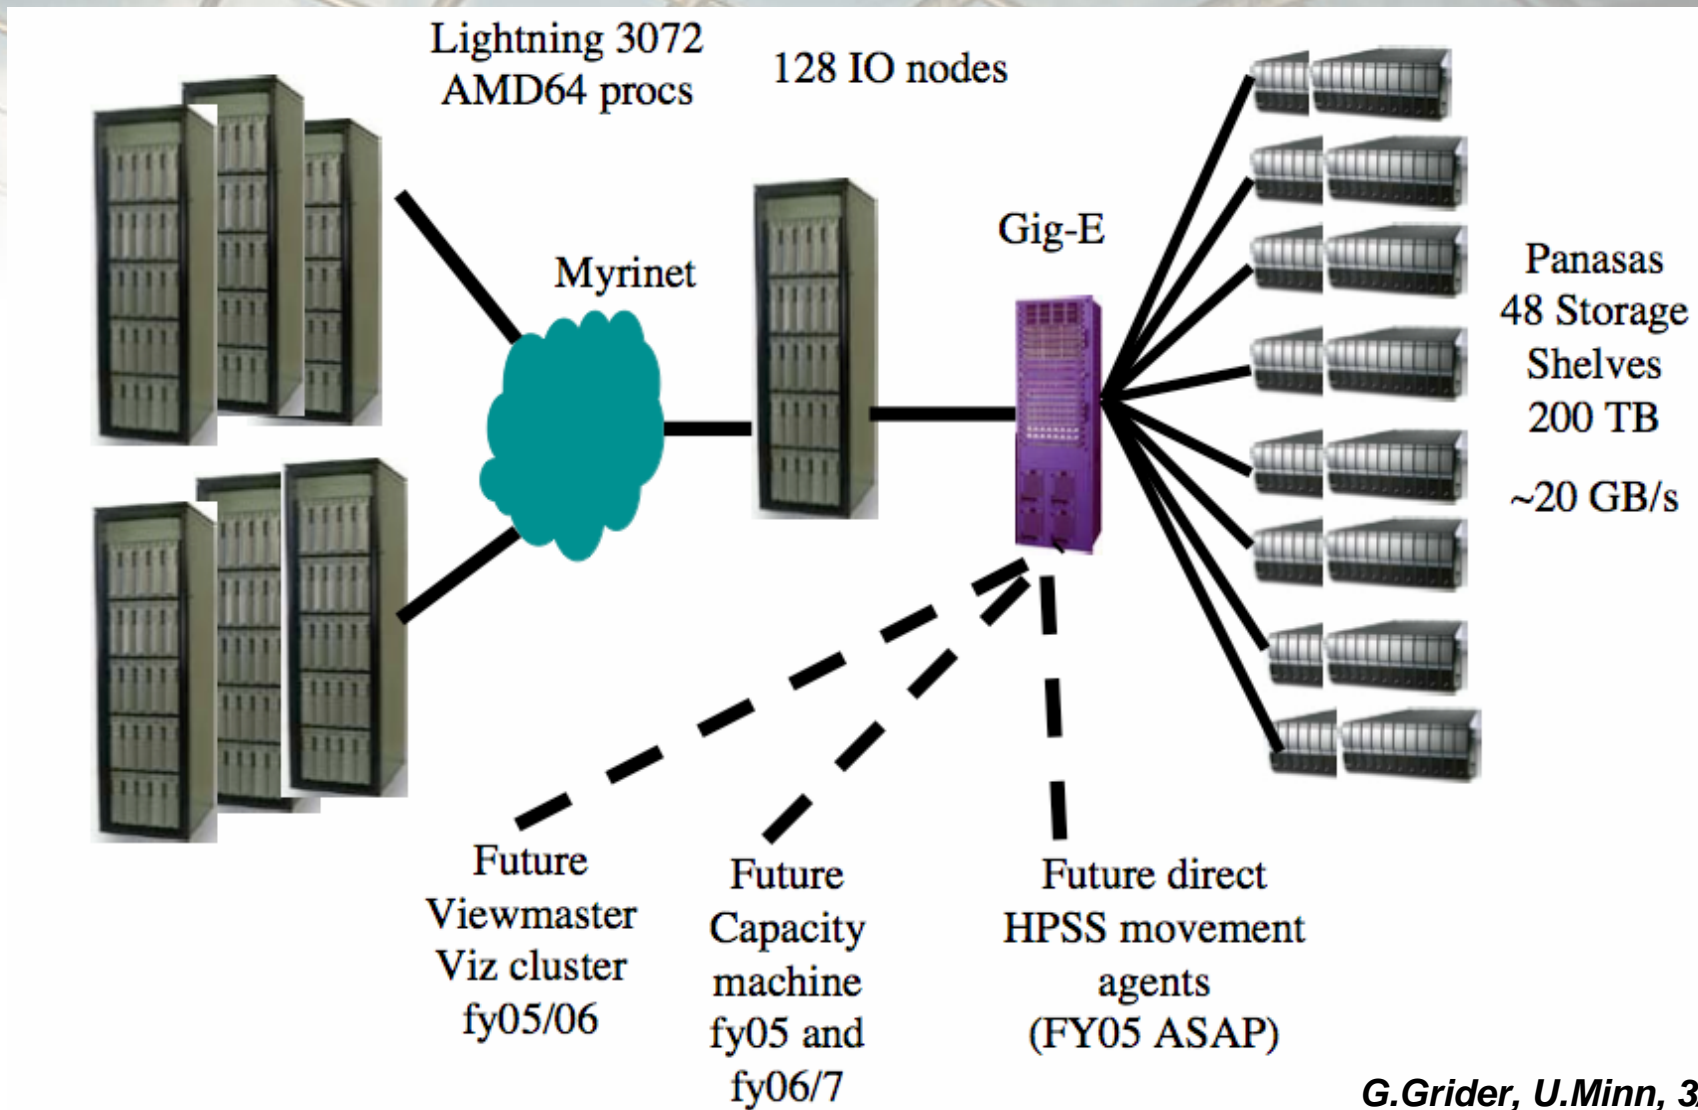 Lightning 3072
AMD64 procs
128 IO nodes
Myrinet
Gig-E
Panasas
48 Storage
Shelves
200 TB
~20 GB/s
Future
Viewmaster
Viz cluster
fy05/06
Future
Capacity
machine
fy05 and
fy06/7
Future direct
HPSS movement
agents
(FY05 ASAP)
G.Grider, U.Minn,